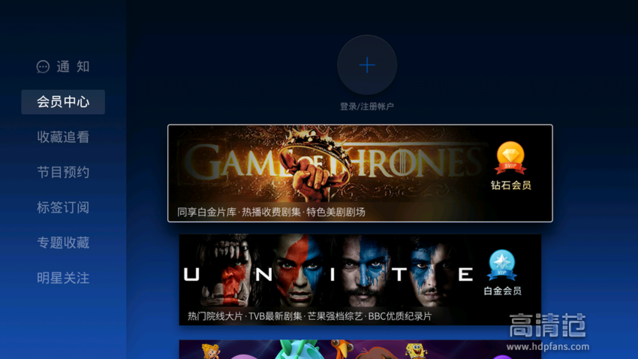 通知
会员中心
收藏追看
节目预约
标签订阅
专题收藏
明星关注
登录/注册帐户
GAME OF THRONES
SVIP
钻石会员
同享白金片库·热播收费剧集·特色美剧剧场
UNITE
VIP
白金会员
热门院线大片·TVB最新剧集·芒果强档综艺·BBC优质纪录片
高清范
www.hdpfans.com